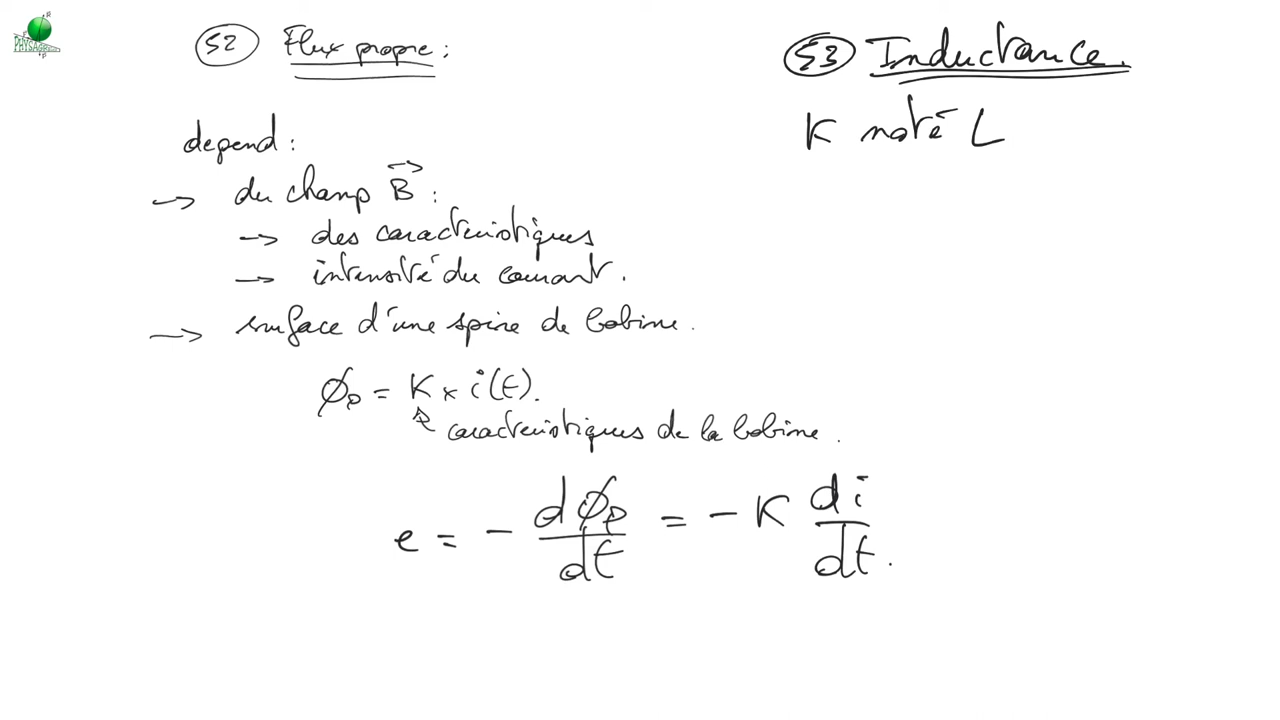 §2 Flux propre :
depend :
→ du champ B⃗ :
→ des caractéristiques
→ intensité du courant.
→ surface d'une spire de bobine.
ϕp = K × i(t).
caractéristiques de la bobine.
e = - dϕp/dt = - K di/dt.
§3 Inductance.
K noté L